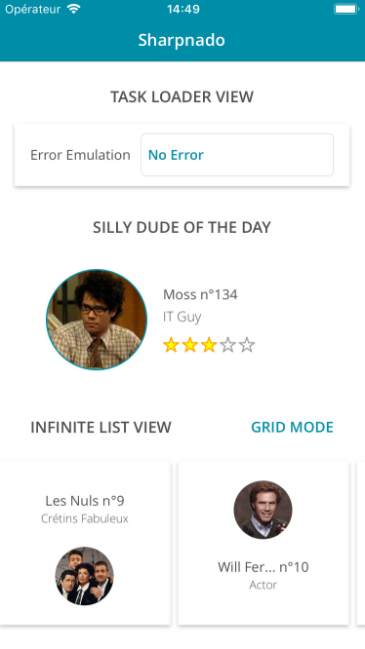 Opérateur 14:49
Sharpnado
TASK LOADER VIEW
Error Emulation No Error
SILLY DUDE OF THE DAY
Moss n°134
IT Guy
INFINITE LIST VIEW GRID MODE
Les Nuls n°9
Crétins Fabuleux
Will Fer... n°10
Actor